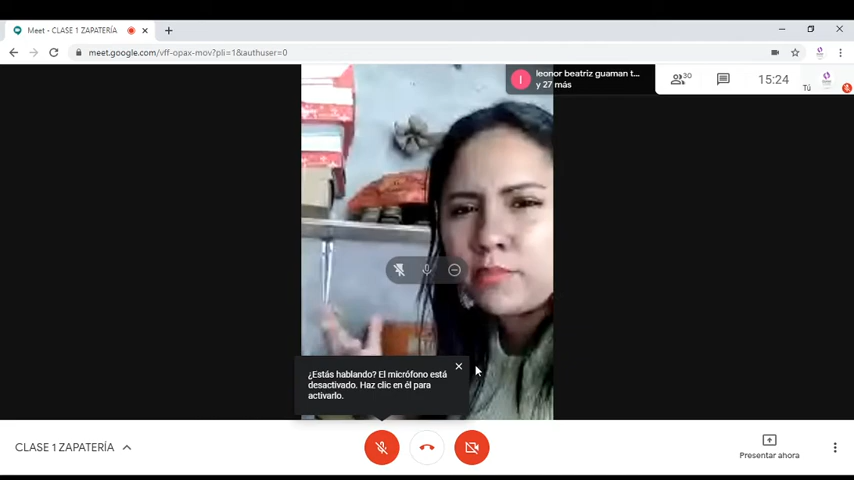 Meet - CLASE 1 ZAPATERÍA
meet.google.com/vff-opax-mov?pli=1&authuser=0
leonor beatriz guaman t...
y 27 más
30
15:24
Tú
¿Estás hablando? El micrófono está
desactivado. Haz clic en él para
activarlo.
CLASE 1 ZAPATERÍA
Presentar ahora